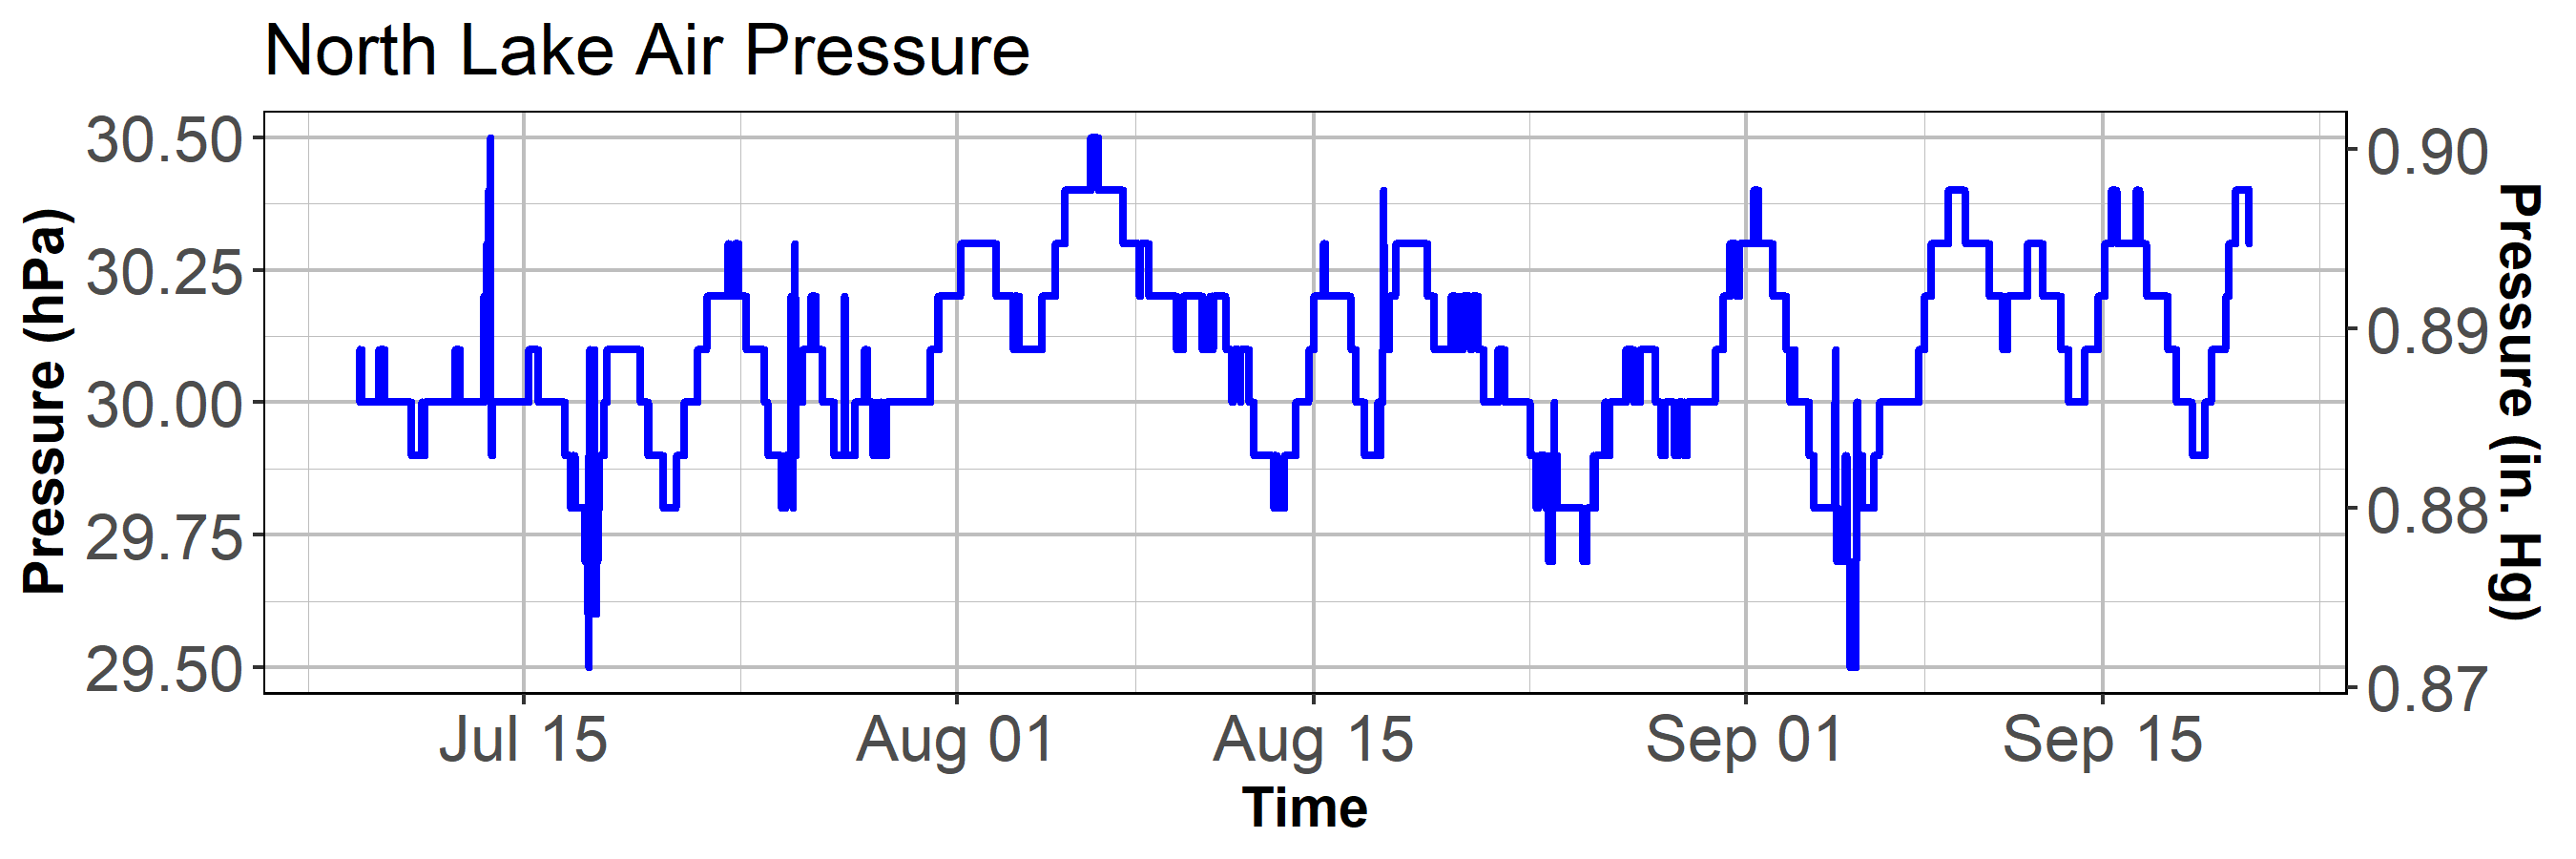 North Lake Air Pressure
Pressure (hPa)
30.50
30.25
30.00
29.75
29.50
0.90
0.89
0.88
0.87
Pressure (in. Hg)
Jul 15 Aug 01 Aug 15 Sep 01 Sep 15
Time